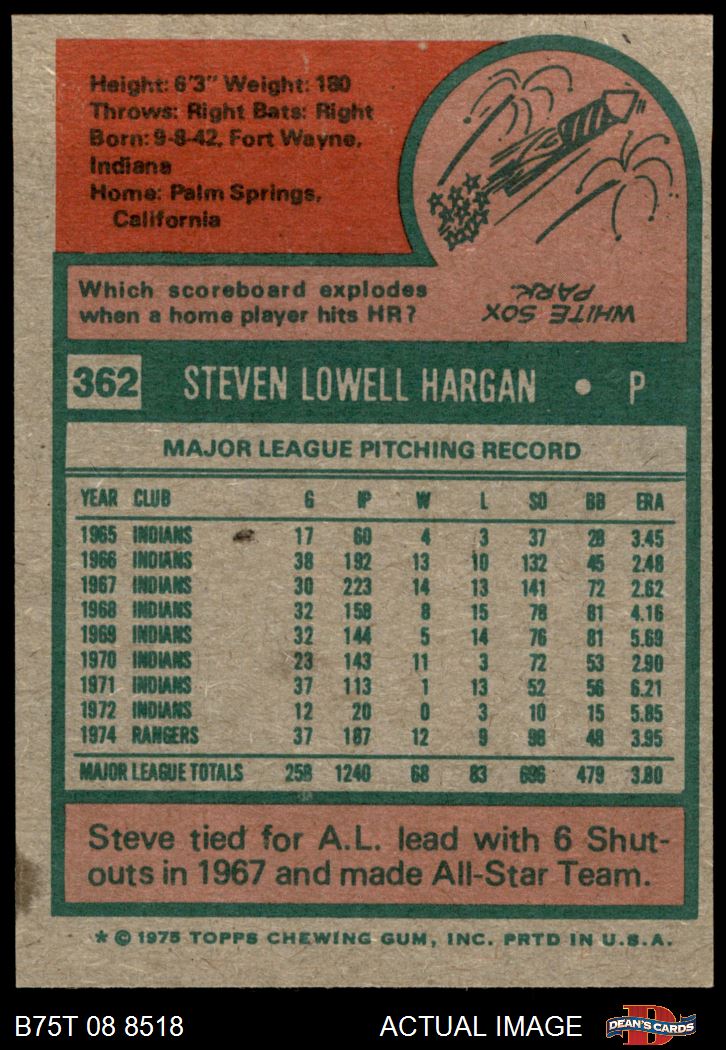 Height: 6'3" Weight: 180
Throws: Right Bats: Right
Born: 9-8-42, Fort Wayne,
Indiana
Home: Palm Springs,
California
Which scoreboard explodes
when a home player hits HR?
WHITE SOX
PARK.
362 STEVEN LOWELL HARGAN • P
MAJOR LEAGUE PITCHING RECORD
YEAR CLUB G IP W L SO BB ERA
1965 INDIANS 17 60 4 3 37 28 3.45
1966 INDIANS 38 192 13 10 132 45 2.48
1967 INDIANS 30 223 14 13 141 72 2.62
1968 INDIANS 32 158 8 15 78 81 4.16
1969 INDIANS 32 144 5 14 76 81 5.69
1970 INDIANS 23 143 11 3 72 53 2.90
1971 INDIANS 37 113 1 13 52 56 6.21
1972 INDIANS 12 20 0 3 10 15 5.85
1974 RANGERS 37 187 12 9 98 48 3.95
MAJOR LEAGUE TOTALS 258 1240 68 83 696 479 3.80
Steve tied for A.L. lead with 6 Shut-
outs in 1967 and made All-Star Team.
* © 1975 TOPPS CHEWING GUM, INC. PRTD IN U.S.A.
B75T 08 8518 ACTUAL IMAGE DEAN'S CARDS